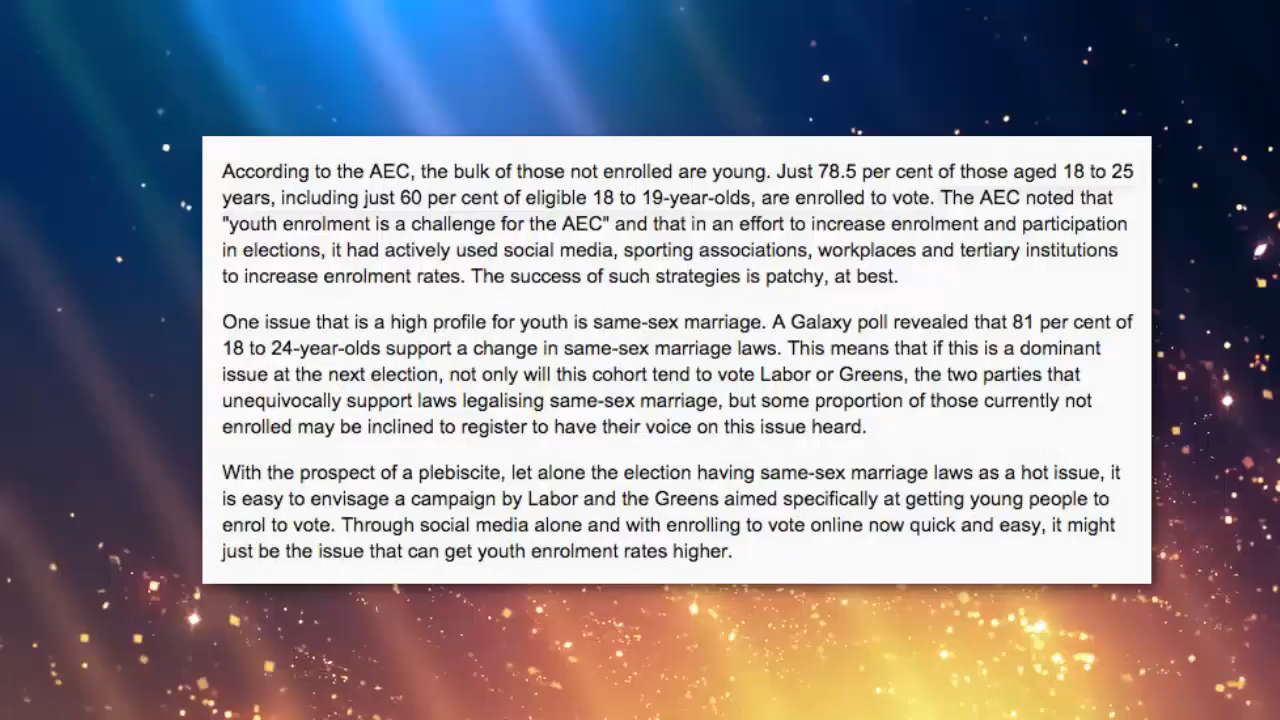 According to the AEC, the bulk of those not enrolled are young. Just 78.5 per cent of those aged 18 to 25
years, including just 60 per cent of eligible 18 to 19-year-olds, are enrolled to vote. The AEC noted that
"youth enrolment is a challenge for the AEC" and that in an effort to increase enrolment and participation
in elections, it had actively used social media, sporting associations, workplaces and tertiary institutions
to increase enrolment rates. The success of such strategies is patchy, at best.
One issue that is a high profile for youth is same-sex marriage. A Galaxy poll revealed that 81 per cent of
18 to 24-year-olds support a change in same-sex marriage laws. This means that if this is a dominant
issue at the next election, not only will this cohort tend to vote Labor or Greens, the two parties that
unequivocally support laws legalising same-sex marriage, but some proportion of those currently not
enrolled may be inclined to register to have their voice on this issue heard.
With the prospect of a plebiscite, let alone the election having same-sex marriage laws as a hot issue, it
is easy to envisage a campaign by Labor and the Greens aimed specifically at getting young people to
enrol to vote. Through social media alone and with enrolling to vote online now quick and easy, it might
just be the issue that can get youth enrolment rates higher.